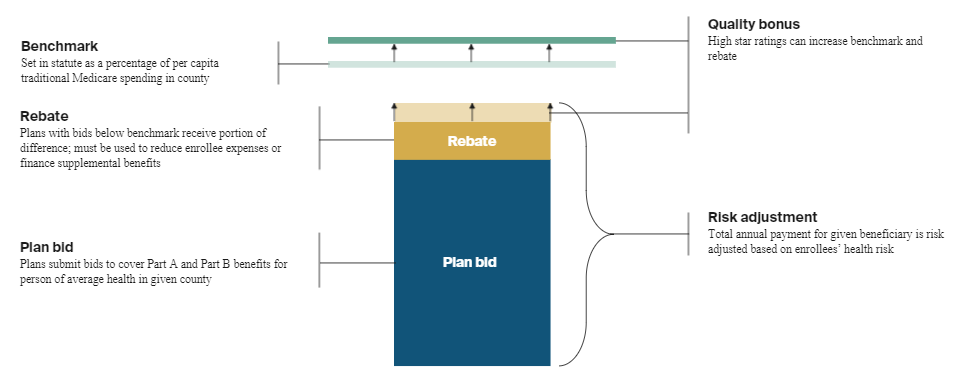 Benchmark
Set in statute as a percentage of per capita
traditional Medicare spending in county
Quality bonus
High star ratings can increase benchmark and
rebate
Rebate
Plans with bids below benchmark receive portion of
difference; must be used to reduce enrollee expenses or
finance supplemental benefits
Rebate
Plan bid
Plans submit bids to cover Part A and Part B benefits for
person of average health in given county
Plan bid
Risk adjustment
Total annual payment for given beneficiary is risk
adjusted based on enrollees’ health risk